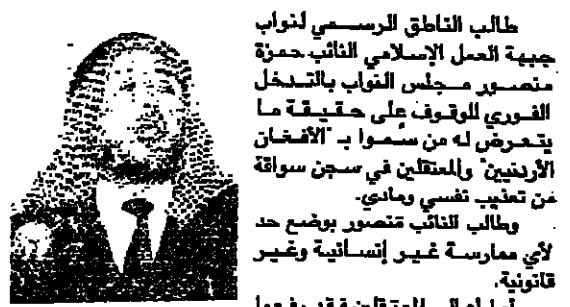 طالب الناطق الرسمي لنواب
جبهة العمل الإسلامي النائب حمزة
منصور مجلس النواب بالتدخل
الفوري للوقوف على حقيقة ما
يتعرض له من سموا بـ "الأفغان
الأردنيين" والمعتقلين في سجن سواقة
من تعذيب نفسي ومادي.
وطالب النائب منصور بوضع حد
لأي ممارسة غير إنسانية وغير
قانونية.